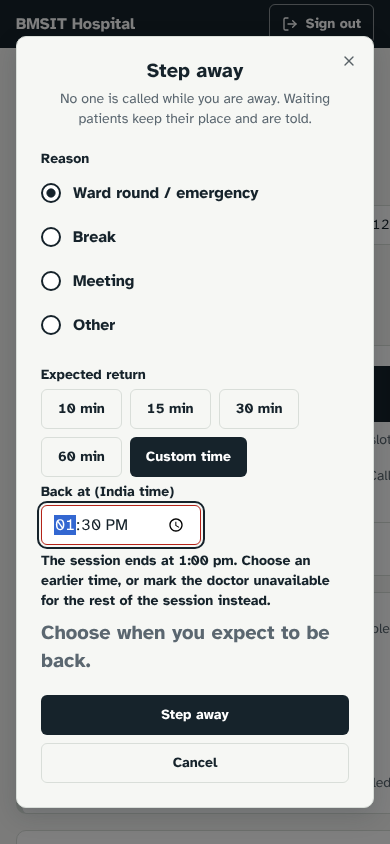 BMSIT Hospital
Sign out
Step away
No one is called while you are away. Waiting
patients keep their place and are told.
Reason
Ward round / emergency
Break
Meeting
Other
Expected return
10 min
15 min
30 min
60 min
Custom time
Back at (India time)
01:30 PM
The session ends at 1:00 pm. Choose an
earlier time, or mark the doctor unavailable
for the rest of the session instead.
Choose when you expect to be
back.
Step away
Cancel